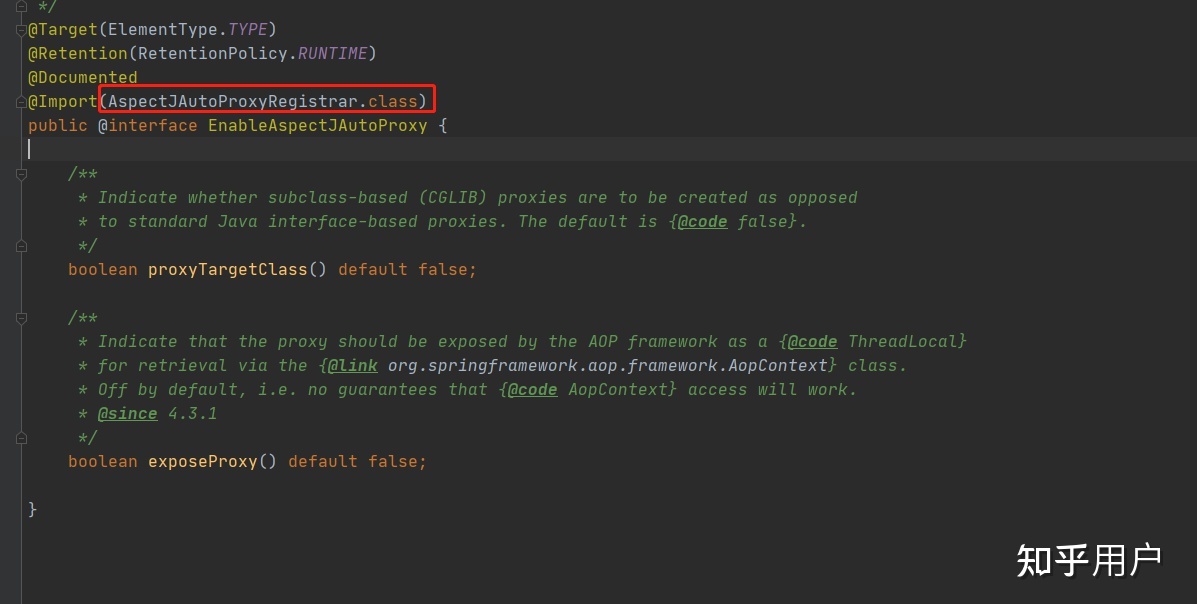 */
@Target(ElementType.TYPE)
@Retention(RetentionPolicy.RUNTIME)
@Documented
@Import(AspectJAutoProxyRegistrar.class)
public @interface EnableAspectJAutoProxy {
/**
* Indicate whether subclass-based (CGLIB) proxies are to be created as opposed
* to standard Java interface-based proxies. The default is {@code false}.
*/
boolean proxyTargetClass() default false;
/**
* Indicate that the proxy should be exposed by the AOP framework as a {@code ThreadLocal}
* for retrieval via the {@link org.springframework.aop.framework.AopContext} class.
* Off by default, i.e. no guarantees that {@code AopContext} access will work.
* @since 4.3.1
*/
boolean exposeProxy() default false;
}
知乎用户